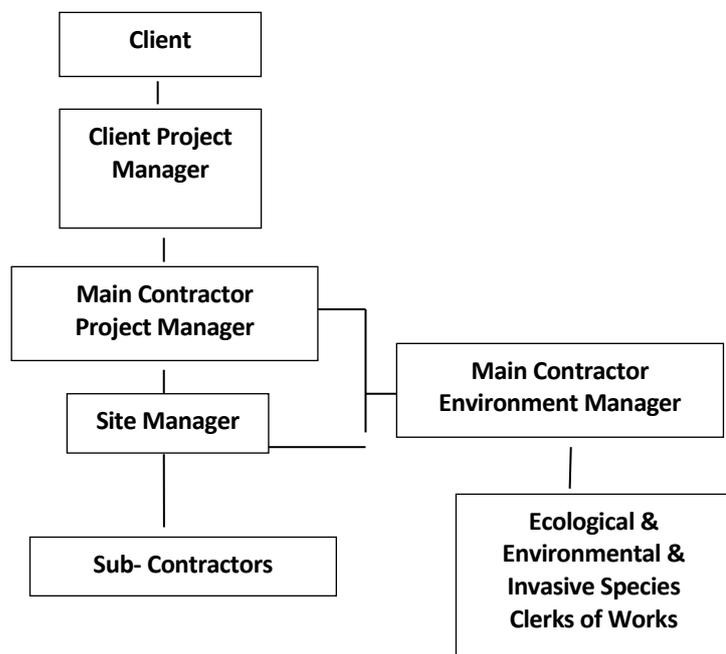 Client
Client Project
Manager
Main Contractor
Project Manager
Main Contractor
Environment Manager
Site Manager
Sub- Contractors
Ecological &
Environmental &
Invasive Species
Clerks of Works